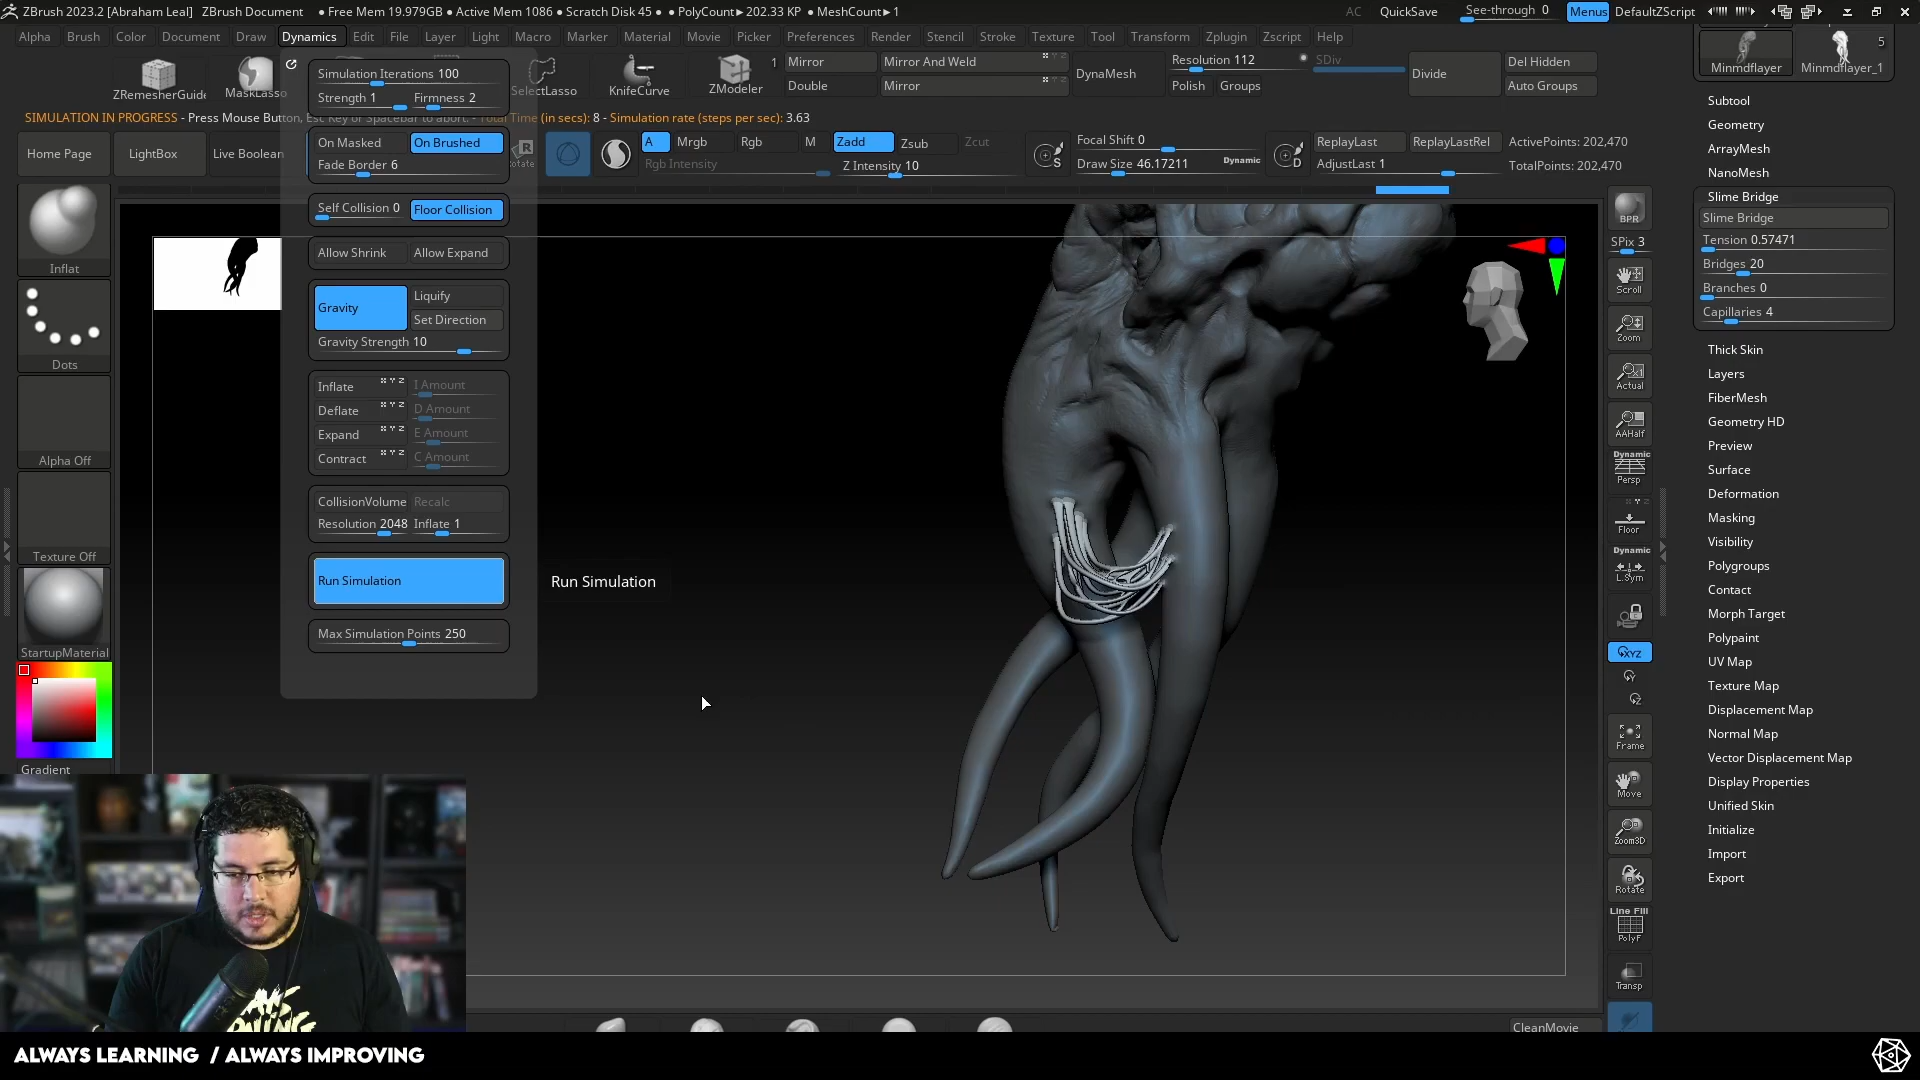 ZBrush 2023.2 [Abraham Leal] ZBrush Document ● Free Mem 19.979GB ● Active Mem 1086 ● Scratch Disk 45 ● PolyCount► 202.33 KP ● MeshCount► 1 AC QuickSave See-through 0 Menus DefaultZScript
Alpha Brush Color Document Draw Dynamics Edit File Layer Light Macro Marker Material Movie Picker Preferences Render Stencil Stroke Texture Tool Transform Zplugin Zscript Help
ZRemesherGuide MaskLasso SelectLasso KnifeCurve ZModeler 1
Mirror Mirror And Weld DynaMesh Resolution 112 SDiv Divide Del Hidden
Double Mirror Polish Groups Auto Groups
Minmdflayer Minmdflayer_1 5
SIMULATION IN PROGRESS - Press Mouse Button, Esc Key or Spacebar to abort. - Total Time (in secs): 8 - Simulation rate (steps per sec): 3.63
Home Page LightBox Live Boolean Rotate
A Mrgb Rgb M Zadd Zsub Zcut
Rgb Intensity Z Intensity 10
S Focal Shift 0
Draw Size 46.17211 Dynamic D
ReplayLast ReplayLastRel ActivePoints: 202,470
AdjustLast 1 TotalPoints: 202,470
Simulation Iterations 100
Strength 1 Firmness 2
On Masked On Brushed
Fade Border 6
Self Collision 0 Floor Collision
Allow Shrink Allow Expand
Gravity Liquify
Set Direction
Gravity Strength 10
Inflate X Y Z I Amount
Deflate X Y Z D Amount
Expand X Y Z E Amount
Contract X Y Z C Amount
CollisionVolume Recalc
Resolution 2048 Inflate 1
Run Simulation
Max Simulation Points 250
Run Simulation
Inflat
Dots
Alpha Off
Texture Off
StartupMaterial
Gradient
BPR
SPix 3
Scroll
Zoom
Actual
AAHalf
Dynamic
Persp
Floor
Dynamic
L.Sym
XYZ
Y
Z
Frame
Move
Zoom3D
Rotate
Line Fill
PolyF
Transp
Subtool
Geometry
ArrayMesh
NanoMesh
Slime Bridge
Slime Bridge
Tension 0.57471
Bridges 20
Branches 0
Capillaries 4
Thick Skin
Layers
FiberMesh
Geometry HD
Preview
Surface
Deformation
Masking
Visibility
Polygroups
Contact
Morph Target
Polypaint
UV Map
Texture Map
Displacement Map
Normal Map
Vector Displacement Map
Display Properties
Unified Skin
Initialize
Import
Export
CleanMovie
ALWAYS LEARNING / ALWAYS IMPROVING